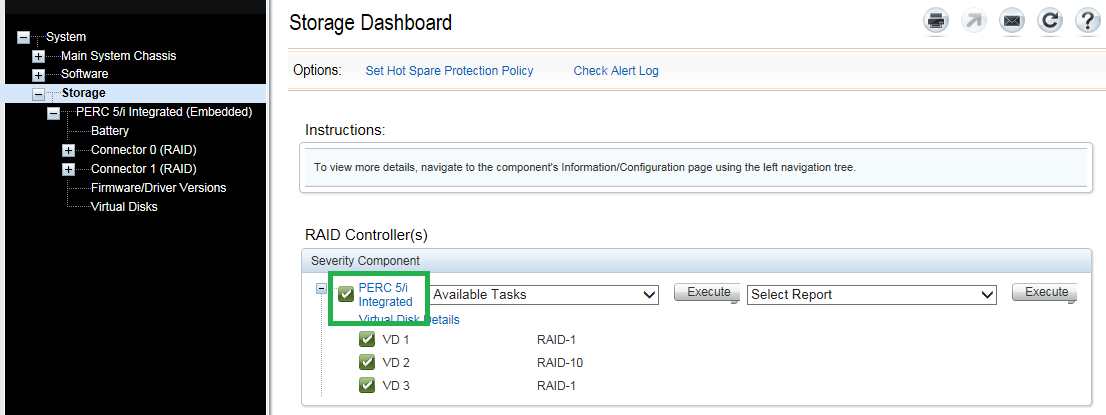 System
Main System Chassis
Software
Storage
PERC 5/i Integrated (Embedded)
Battery
Connector 0 (RAID)
Connector 1 (RAID)
Firmware/Driver Versions
Virtual Disks
Storage Dashboard
Options: Set Hot Spare Protection Policy Check Alert Log
Instructions:
To view more details, navigate to the component's Information/Configuration page using the left navigation tree.
RAID Controller(s)
Severity Component
PERC 5/i
Integrated
Available Tasks Execute Select Report Execute
Virtual Disk Details
VD 1 RAID-1
VD 2 RAID-10
VD 3 RAID-1